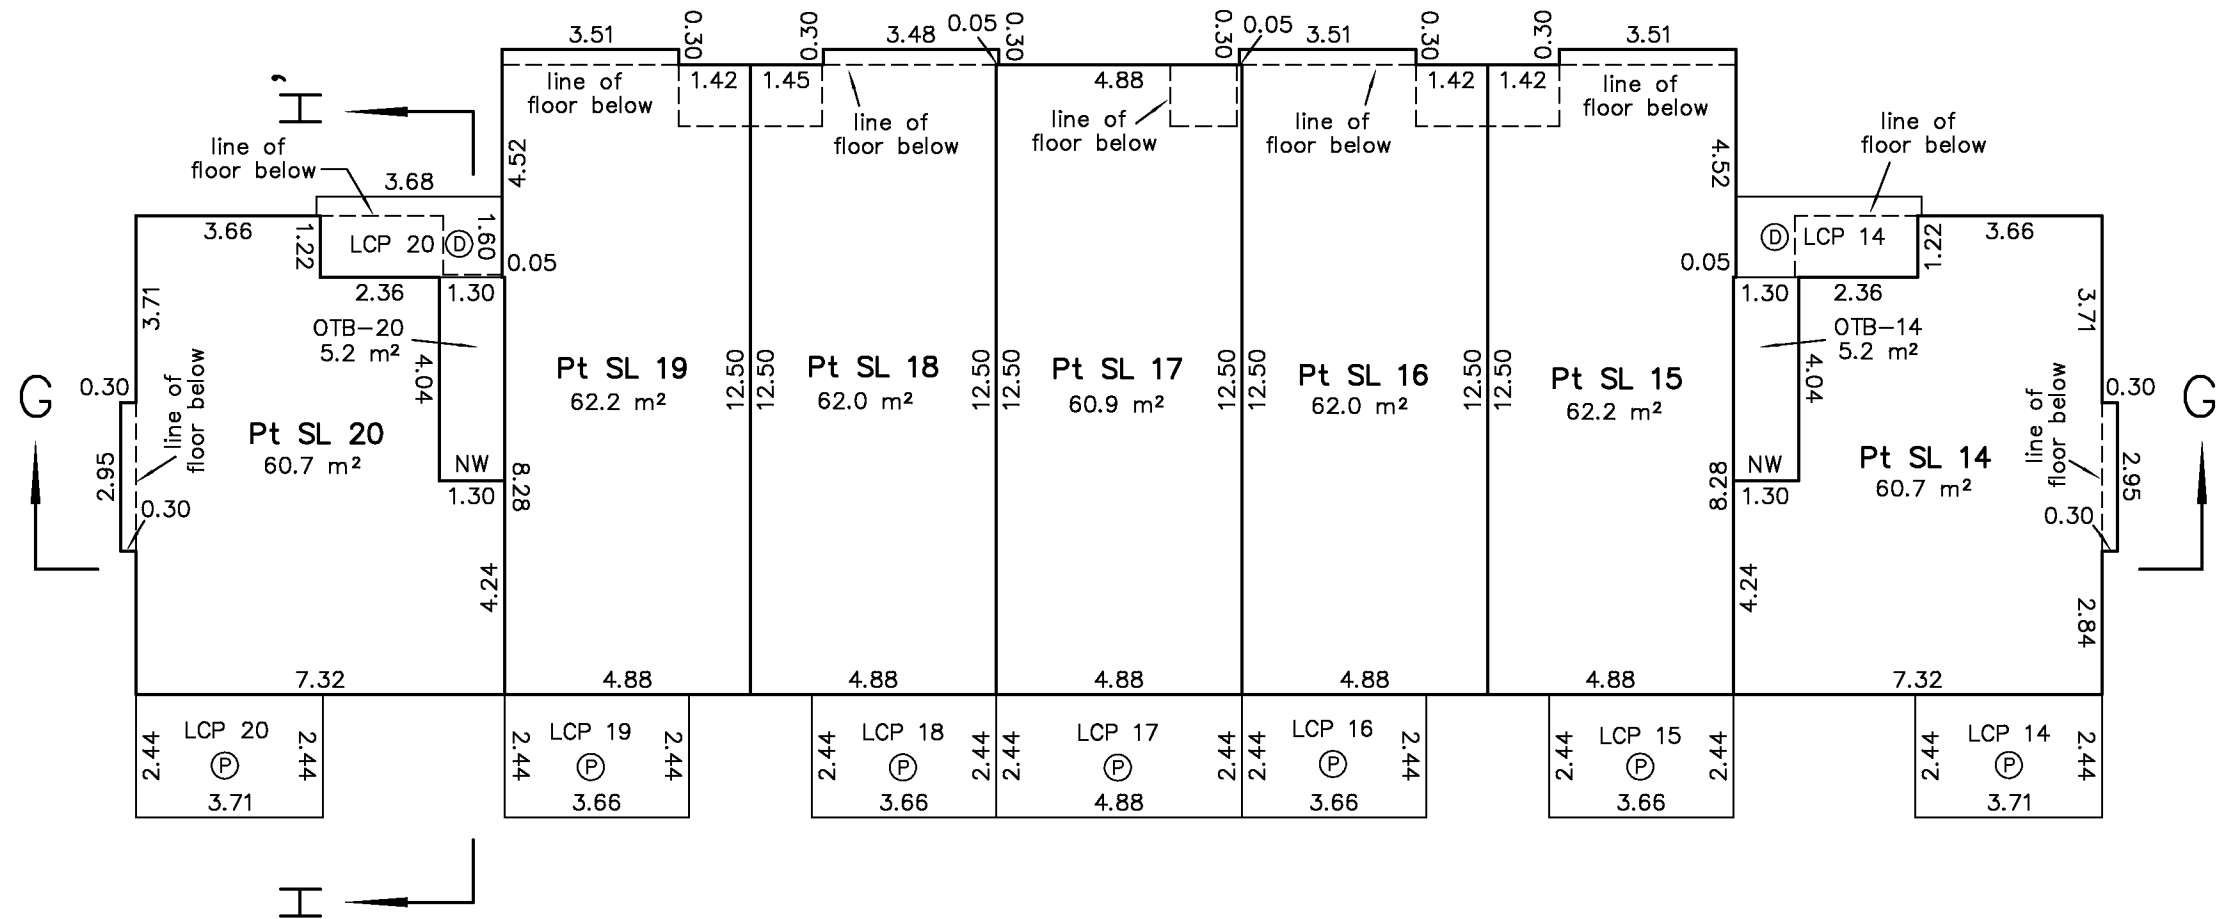 3.51
0.30
0.30
3.48
0.05
0.30
0.30
0.05
3.51
0.30
0.30
3.51
H'
line of
floor below
1.42
1.45
line of
floor below
4.88
line of
floor below
line of
floor below
1.42
1.42
line of
floor below
line of
floor below
line of
floor below
4.52
4.52
3.68
3.66
1.22
LCP 20
D
1.60
0.05
0.05
D
LCP 14
1.22
3.66
2.36
1.30
1.30
2.36
3.71
3.71
OTB-20
5.2 m²
OTB-14
5.2 m²
4.04
4.04
G
0.30
line of
floor below
Pt SL 20
60.7 m²
Pt SL 19
62.2 m²
12.50
12.50
Pt SL 18
62.0 m²
12.50
12.50
Pt SL 17
60.9 m²
12.50
12.50
Pt SL 16
62.0 m²
12.50
12.50
Pt SL 15
62.2 m²
Pt SL 14
60.7 m²
line of
floor below
0.30
G
2.95
0.30
NW
1.30
8.28
8.28
NW
1.30
0.30
2.95
4.24
4.24
2.84
7.32
4.88
4.88
4.88
4.88
4.88
7.32
2.44
LCP 20
P
2.44
3.71
2.44
LCP 19
P
2.44
3.66
2.44
LCP 18
P
2.44
3.66
2.44
LCP 17
P
2.44
4.88
2.44
LCP 16
P
2.44
3.66
2.44
LCP 15
P
2.44
3.66
2.44
LCP 14
P
2.44
3.71
H